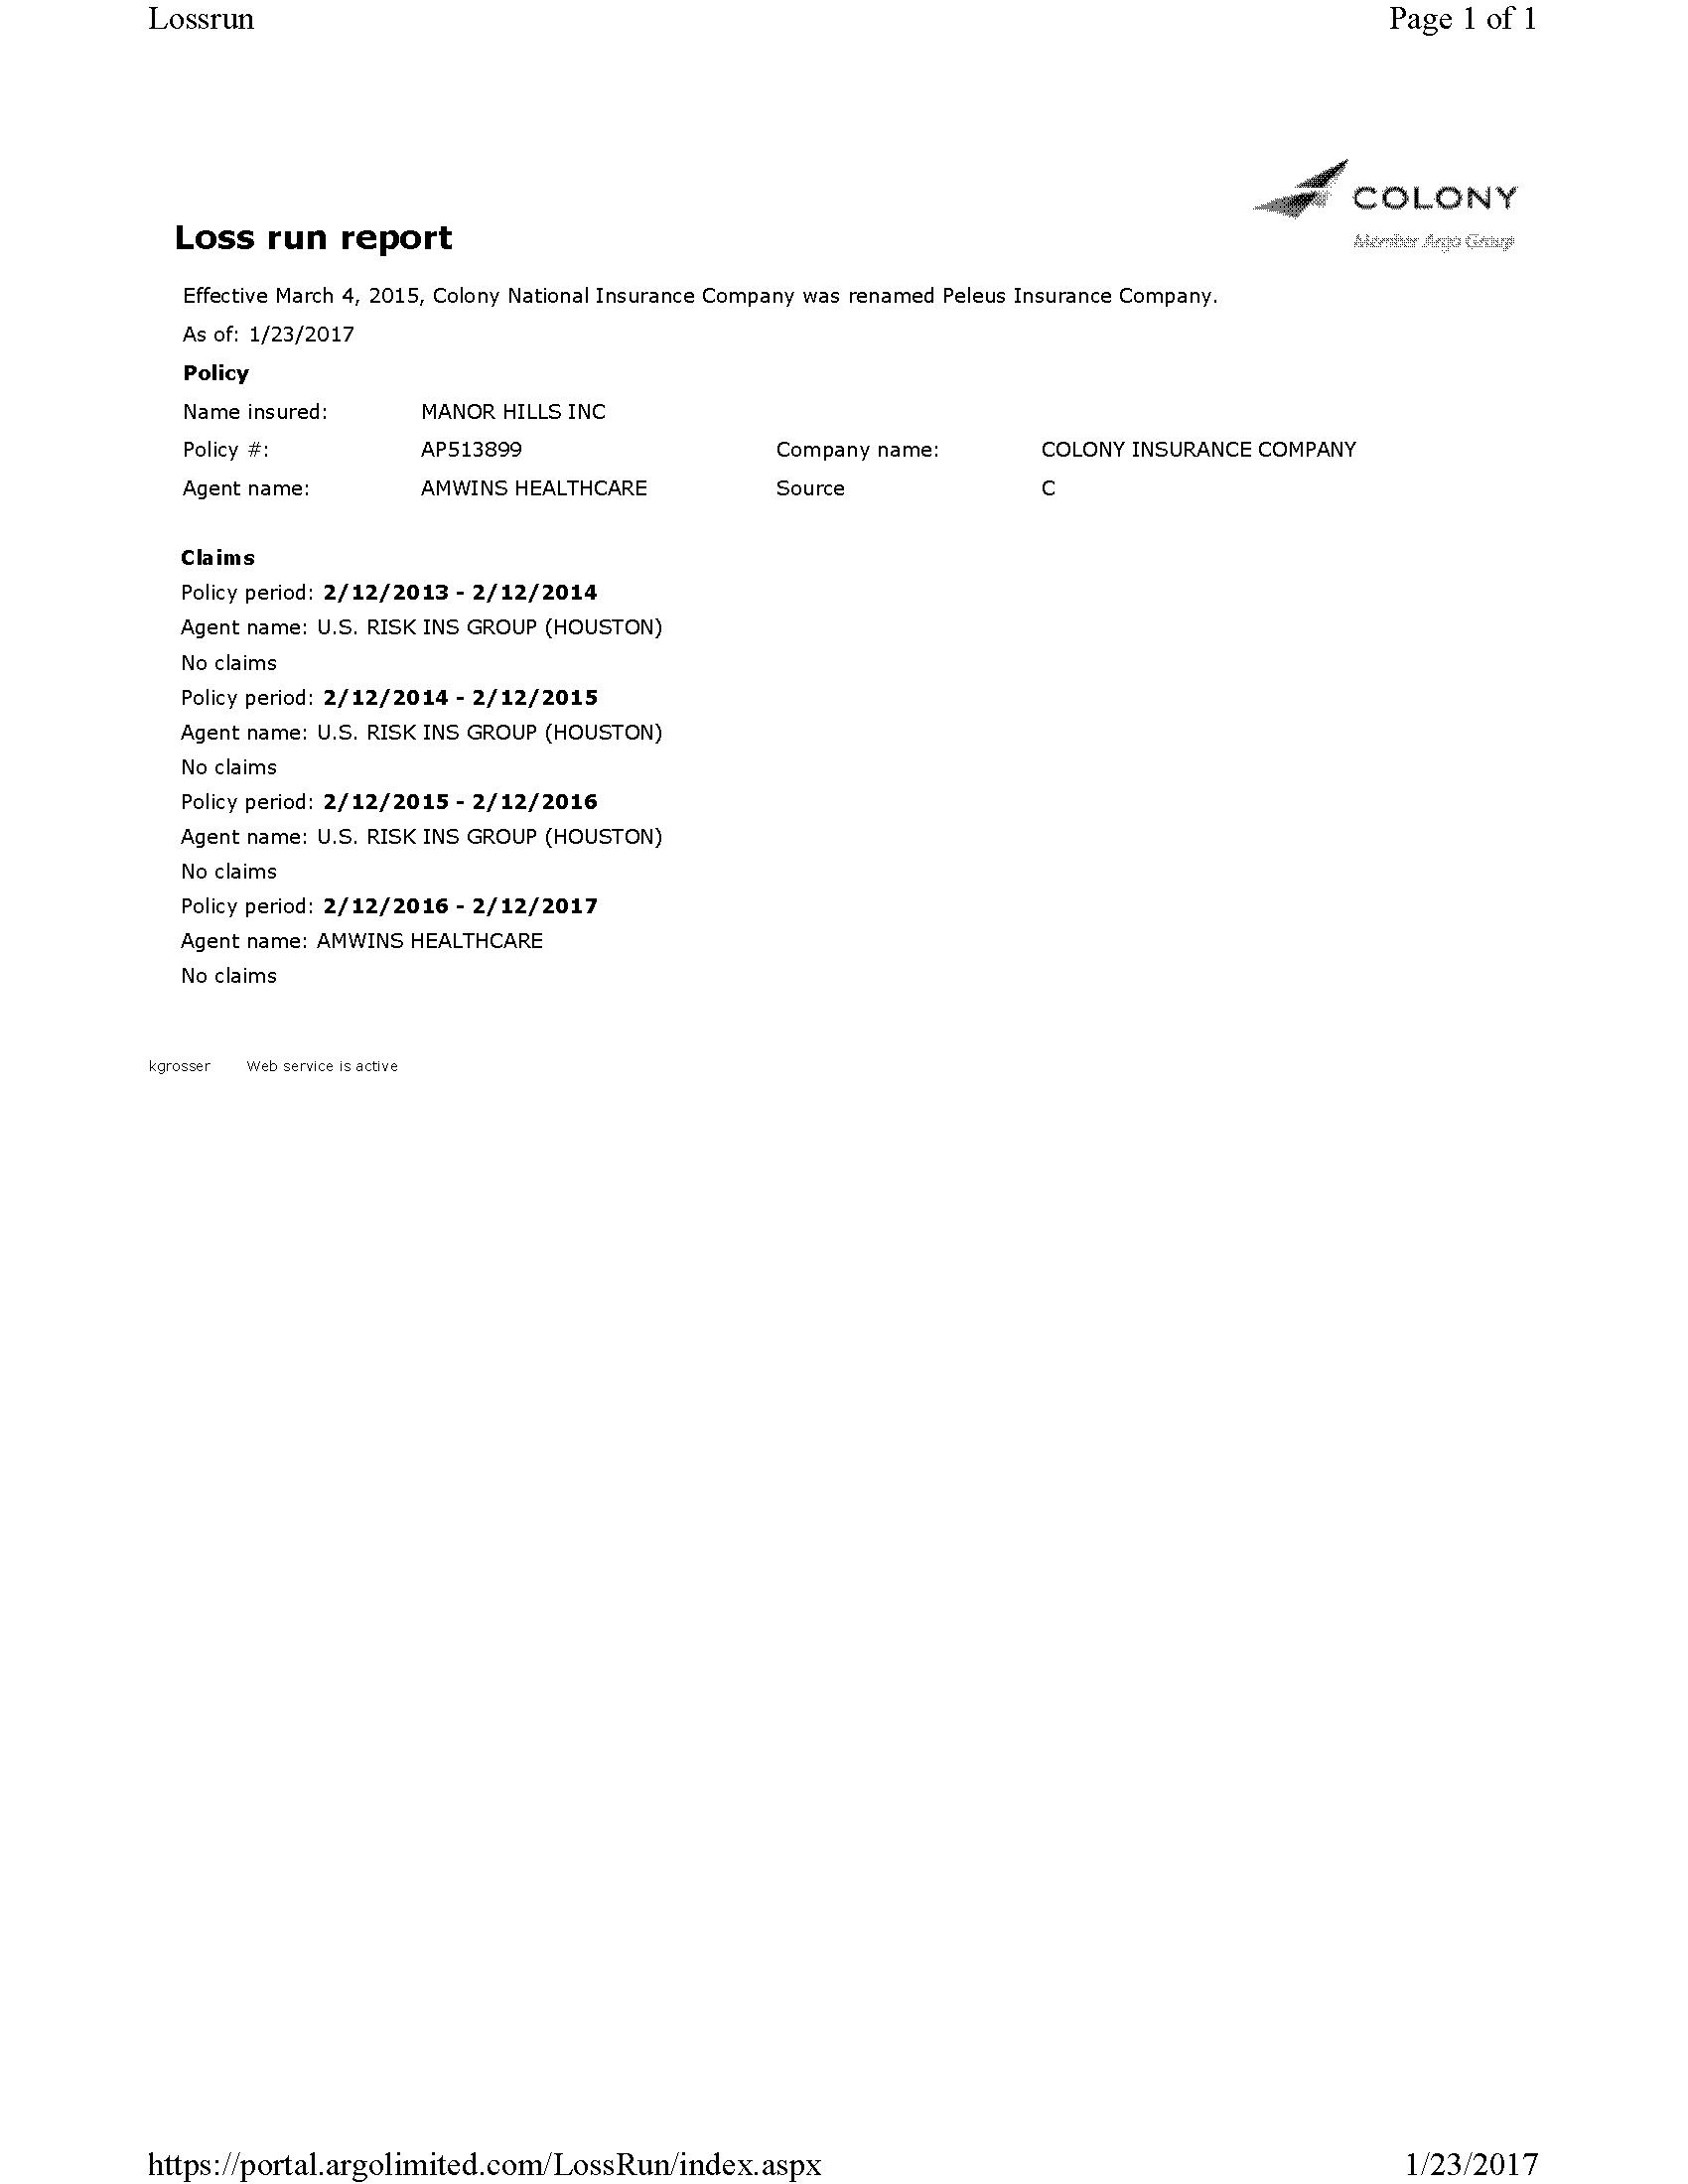 Lossrun Page 1 of 1
COLONY
Member Argo Group
Loss run report
Effective March 4, 2015, Colony National Insurance Company was renamed Peleus Insurance Company.
As of: 1/23/2017
Policy
Name insured: MANOR HILLS INC
Policy #: AP513899 Company name: COLONY INSURANCE COMPANY
Agent name: AMWINS HEALTHCARE Source C
Claims
Policy period: 2/12/2013 - 2/12/2014
Agent name: U.S. RISK INS GROUP (HOUSTON)
No claims
Policy period: 2/12/2014 - 2/12/2015
Agent name: U.S. RISK INS GROUP (HOUSTON)
No claims
Policy period: 2/12/2015 - 2/12/2016
Agent name: U.S. RISK INS GROUP (HOUSTON)
No claims
Policy period: 2/12/2016 - 2/12/2017
Agent name: AMWINS HEALTHCARE
No claims
kgrosser Web service is active
https://portal.argolimited.com/LossRun/index.aspx 1/23/2017